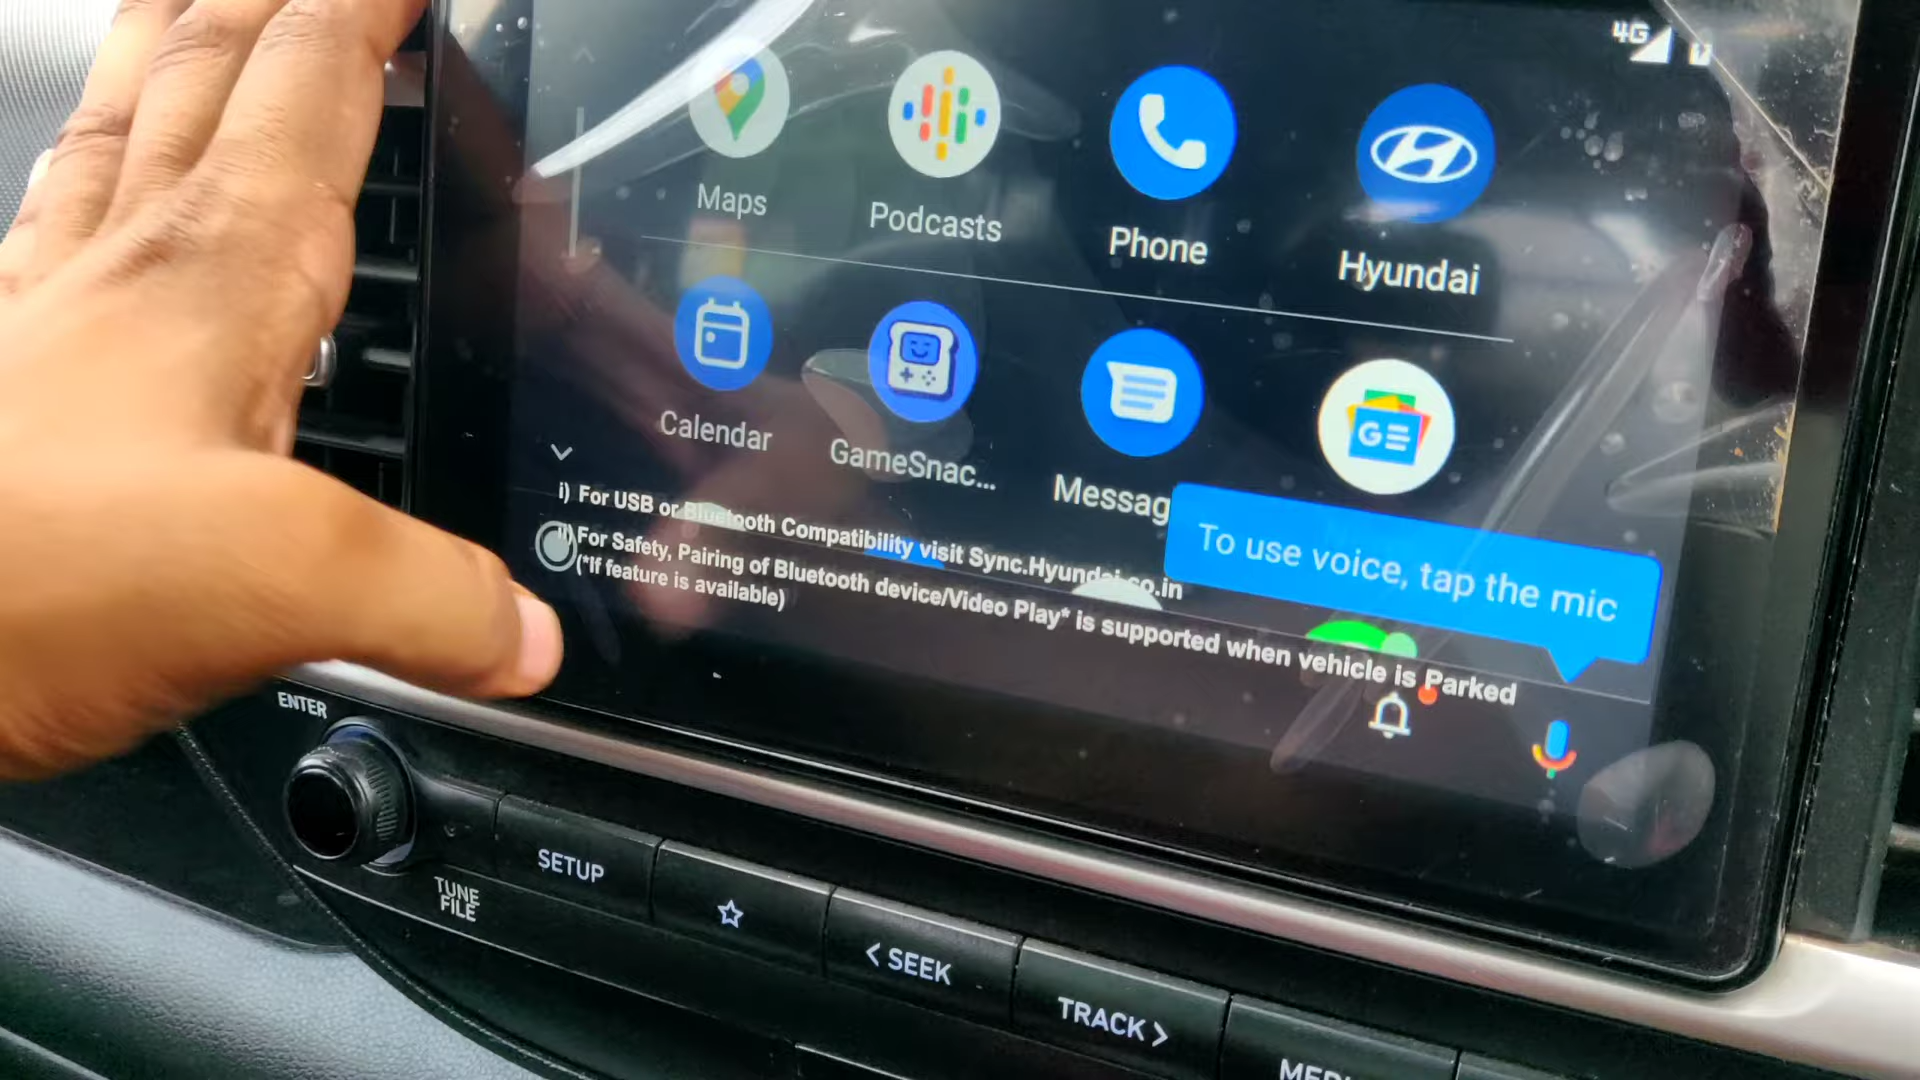 4G
Maps
Podcasts
Phone
Hyundai
Calendar
GameSnac...
Messag
G
i) For USB or Bluetooth Compatibility visit Sync.Hyundai.co.in
ii) For Safety, Pairing of Bluetooth device/Video Play* is supported when vehicle is Parked
(*If feature is available)
To use voice, tap the mic
ENTER
TUNE
FILE
SETUP
< SEEK
TRACK >